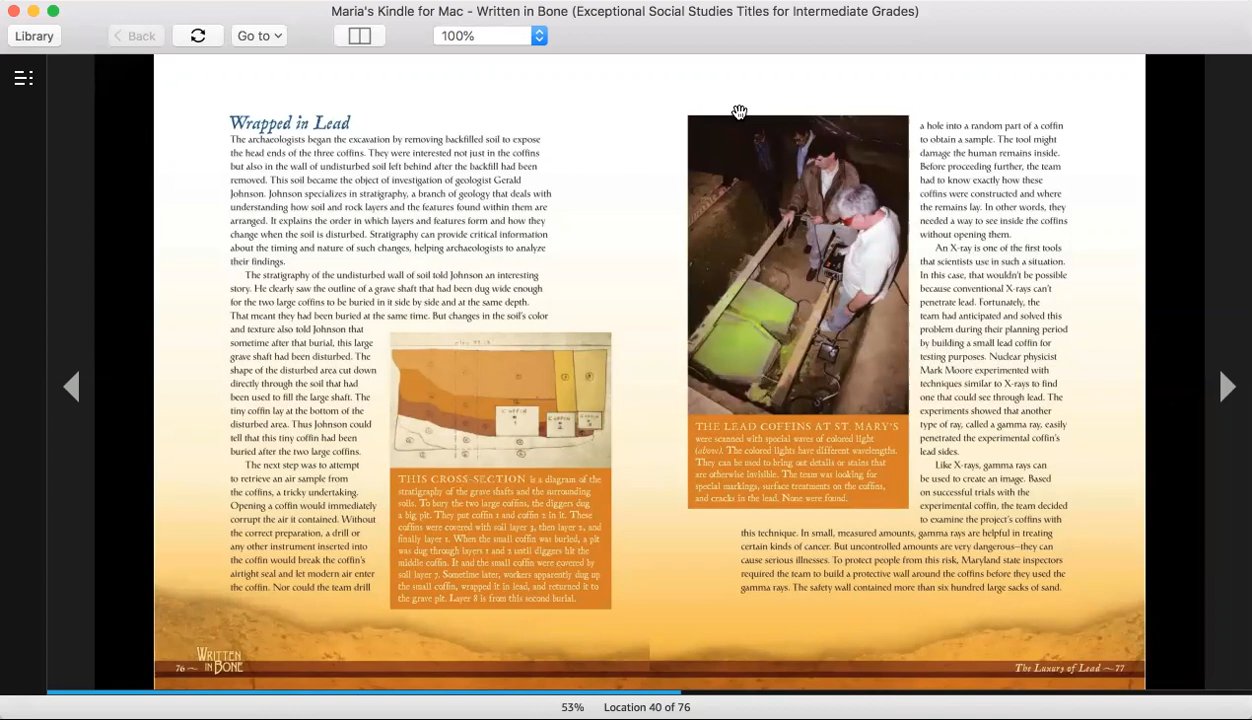 Maria's Kindle for Mac - Written in Bone (Exceptional Social Studies Titles for Intermediate Grades)
Library
Back
Go to
100%
Wrapped in Lead
The archaeologists began the excavation by removing backfilled soil to expose
the head ends of the three coffins. They were interested not just in the coffins
but also in the wall of undisturbed soil left behind after the backfill had been
removed. This soil became the object of investigation of geologist Gerald
Johnson. Johnson specializes in stratigraphy, a branch of geology that deals with
understanding how soil and rock layers and the features found within them are
arranged. It explains the order in which layers and features form and how they
change when the soil is disturbed. Stratigraphy can provide critical information
about the timing and nature of such changes, helping archaeologists to analyze
their findings.
The stratigraphy of the undisturbed wall of soil told Johnson an interesting
story. He clearly saw the outline of a grave shaft that had been dug wide enough
for the two large coffins to be buried in it side by side and at the same depth.
That meant they had been buried at the same time. But changes in the soil's color
and texture also told Johnson that
sometime after that burial, this large
grave shaft had been disturbed. The
shape of the disturbed area cut down
directly through the soil that had
been used to fill the large shaft. The
tiny coffin lay at the bottom of the
disturbed area. Thus Johnson could
tell that this tiny coffin had been
buried after the two large coffins.
The next step was to attempt
to retrieve an air sample from
the coffins, a tricky undertaking.
Opening a coffin would immediately
corrupt the air it contained. Without
the correct preparation, a drill or
any other instrument inserted into
the coffin would break the coffin's
airtight seal and let modern air enter
the coffin. Nor could the team drill
COFFIN
COFFIN
THIS CROSS-SECTION is a diagram of the
stratigraphy of the grave shafts and the surrounding
soils. To bury the two large coffins, the diggers dug
a big pit. They put coffin 1 and coffin 2 in it. These
coffins were covered with soil layer 3, then layer 2, and
finally layer 1. When the small coffin was buried, a pit
was dug through layers 1 and 2 until diggers hit the
middle coffin. It and the small coffin were covered by
soil layer 7. Sometime later, workers apparently dug up
the small coffin, wrapped it in lead, and returned it to
the grave pit. Layer 8 is from this second burial.
76
WRITTEN
IN BONE
THE LEAD COFFINS AT ST. MARY'S
were scanned with special waves of colored light
(above). The colored lights have different wavelengths.
They can be used to bring out details or stains that
are otherwise invisible. The team was looking for
special markings, surface treatments on the coffins,
and cracks in the lead. None were found.
a hole into a random part of a coffin
to obtain a sample. The tool might
damage the human remains inside.
Before proceeding further, the team
had to know exactly how these
coffins were constructed and where
the remains lay. In other words, they
needed a way to see inside the coffins
without opening them.
An X-ray is one of the first tools
that scientists use in such a situation.
In this case, that wouldn't be possible
because conventional X-rays can't
penetrate lead. Fortunately, the
team had anticipated and solved this
problem during their planning period
by building a small lead coffin for
testing purposes. Nuclear physicist
Mark Moore experimented with
techniques similar to X-rays to find
one that could see through lead. The
experiments showed that another
type of ray, called a gamma ray, easily
penetrated the experimental coffin's
lead sides.
Like X-rays, gamma rays can
be used to create an image. Based
on successful trials with the
experimental coffin, the team decided
to examine the project's coffins with
this technique. In small, measured amounts, gamma rays are helpful in treating
certain kinds of cancer. But uncontrolled amounts are very dangerous—they can
cause serious illnesses. To protect people from this risk, Maryland state inspectors
required the team to build a protective wall around the coffins before they used the
gamma rays. The safety wall contained more than six hundred large sacks of sand.
The Luxury of Lead — 77
53% Location 40 of 76